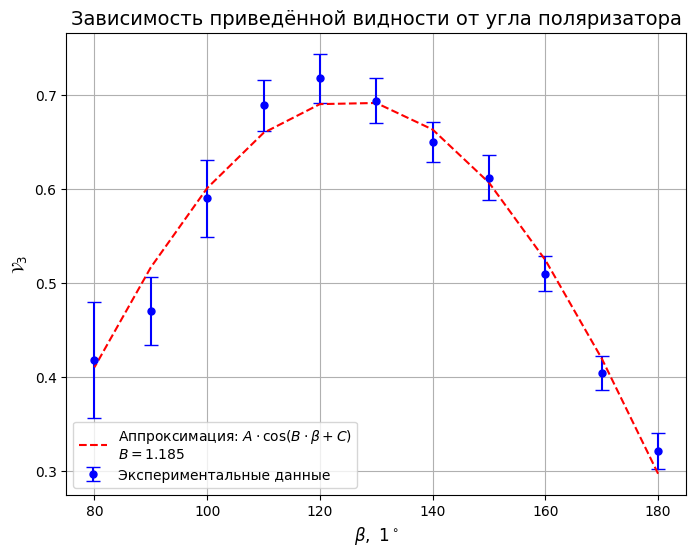 Зависимость приведённой видности от угла поляризатора
0.7
0.6
0.5
0.4
0.3
𝒱₃
Аппроксимация: A · cos(B · β + C)
B = 1.185
Экспериментальные данные
80 100 120 140 160 180
β, 1°